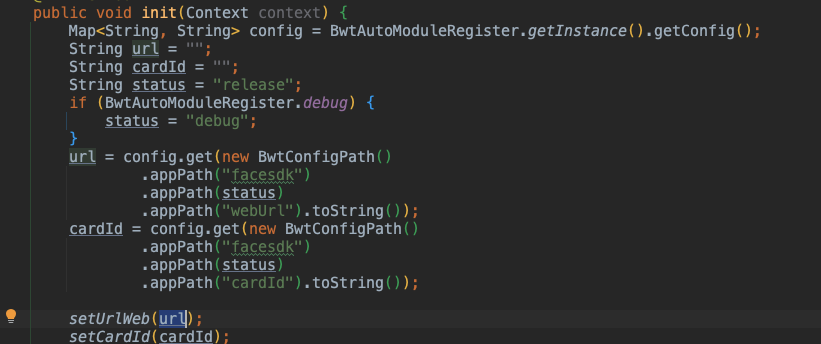 public void init(Context context) {
Map<String, String> config = BwtAutoModuleRegister.getInstance().getConfig();
String url = "";
String cardId = "";
String status = "release";
if (BwtAutoModuleRegister.debug) {
status = "debug";
}
url = config.get(new BwtConfigPath()
.appPath("facesdk")
.appPath(status)
.appPath("webUrl").toString());
cardId = config.get(new BwtConfigPath()
.appPath("facesdk")
.appPath(status)
.appPath("cardId").toString());
setUrlWeb(url);
setCardId(cardId);